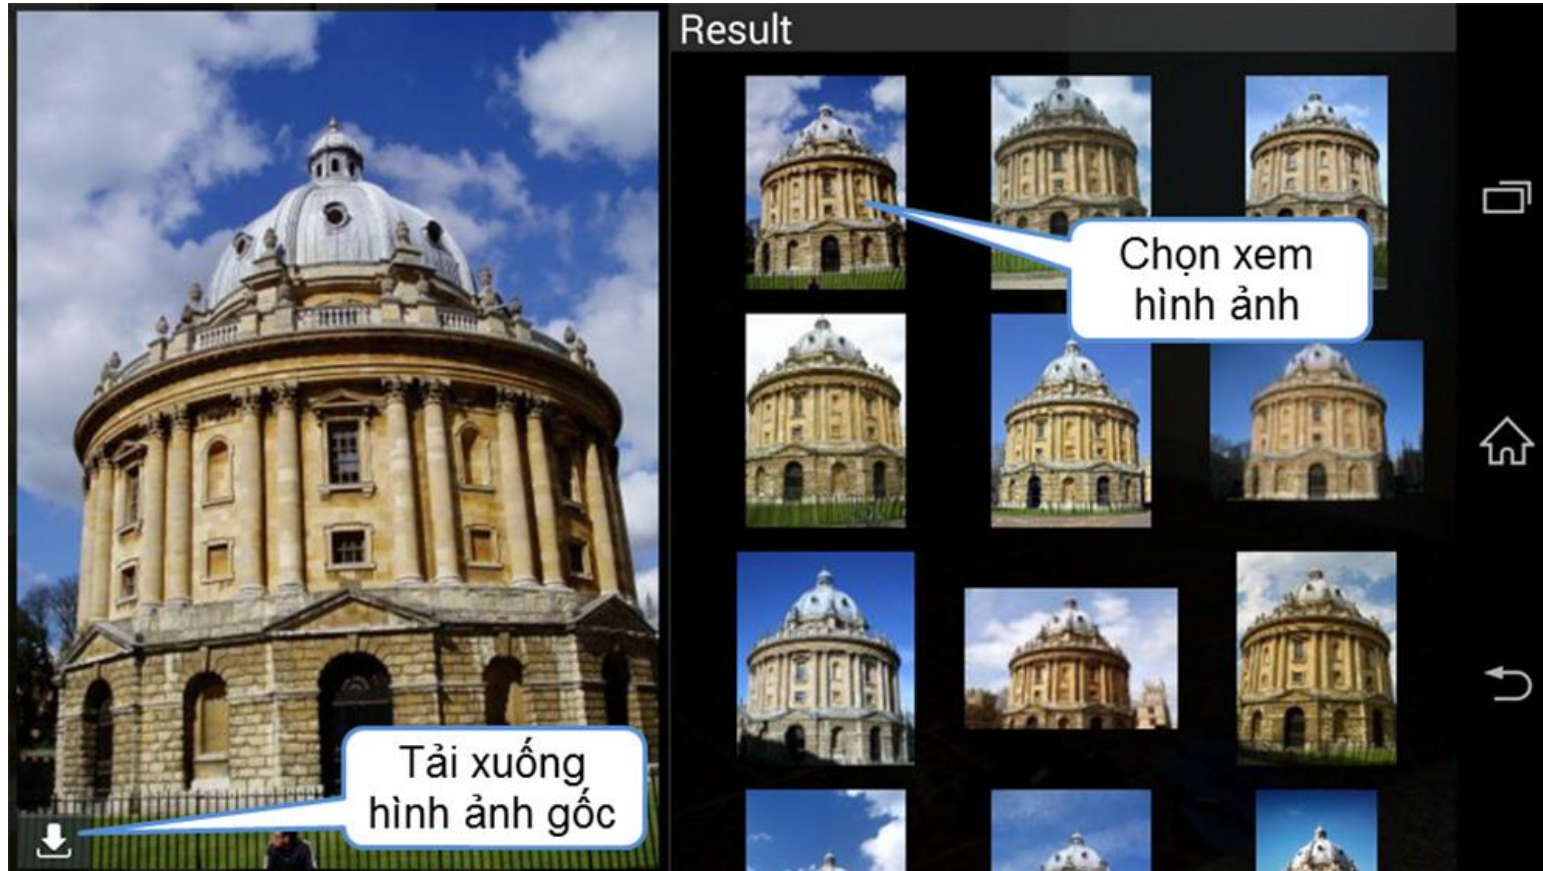 Result
Chọn xem
hình ảnh
Tải xuống
hình ảnh gốc